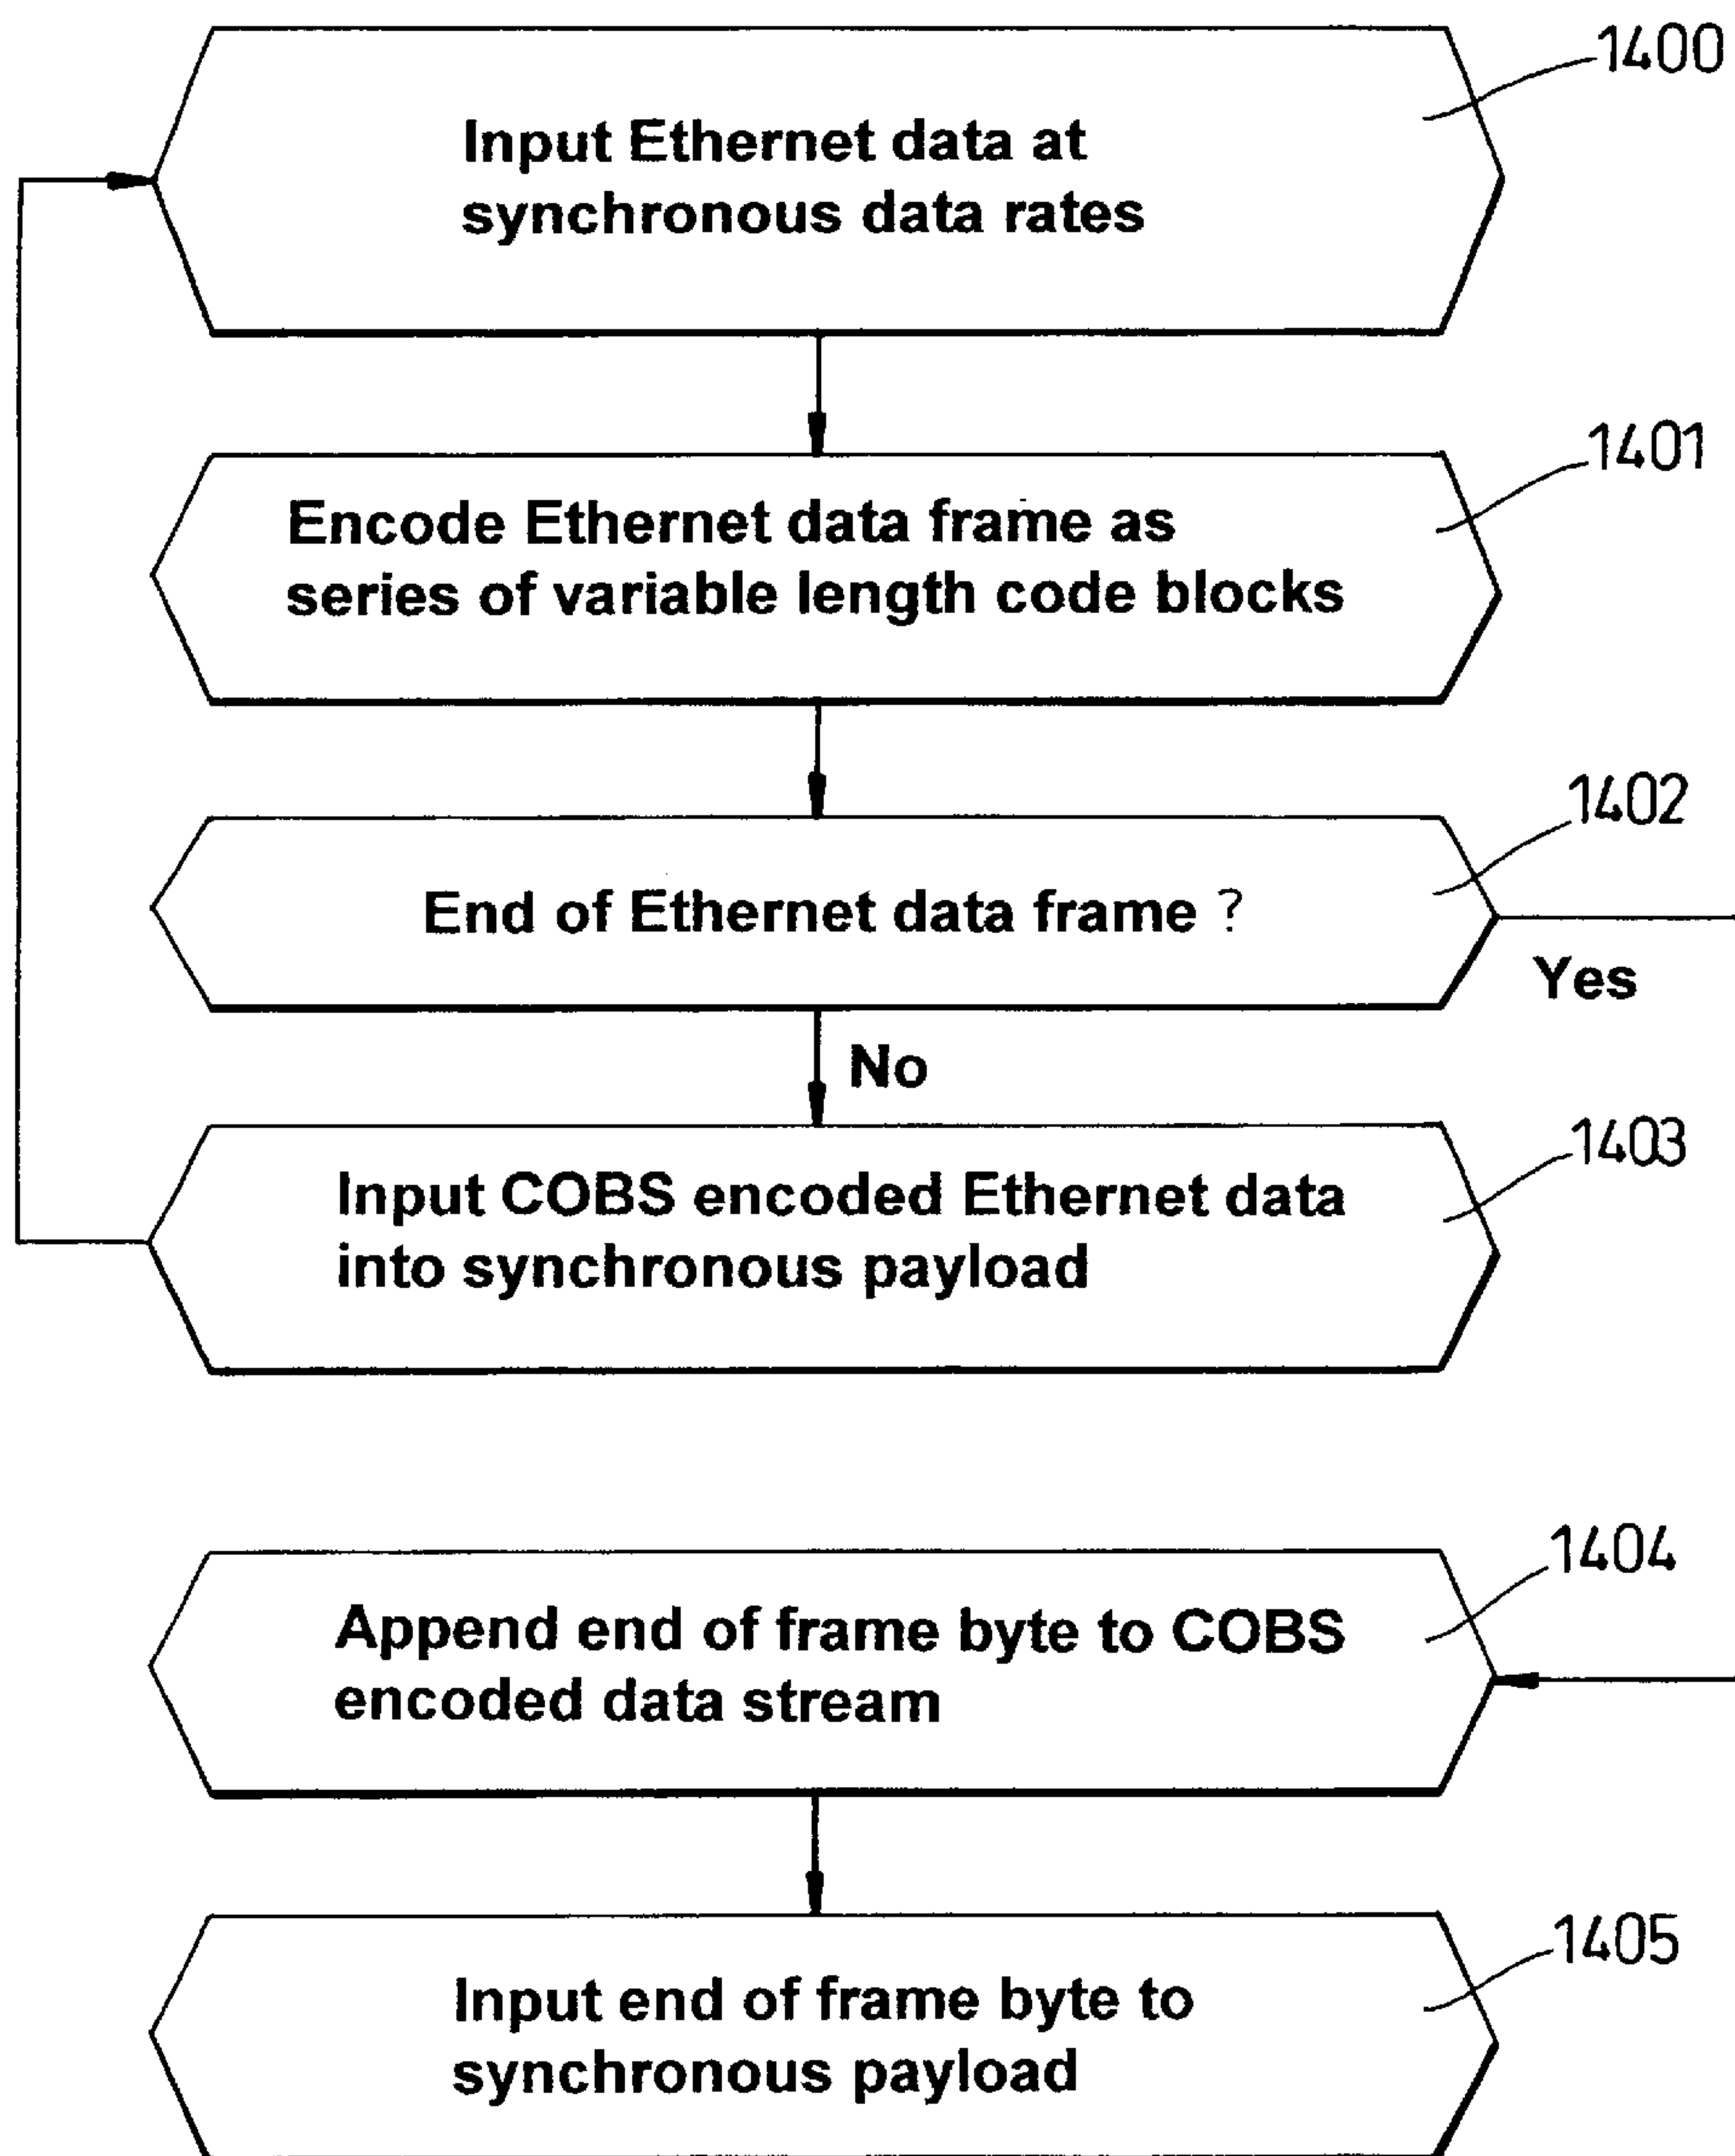 1400
Input Ethernet data at
synchronous data rates
1401
Encode Ethernet data frame as
series of variable length code blocks
1402
End of Ethernet data frame ?
Yes
No
1403
Input COBS encoded Ethernet data
into synchronous payload
1404
Append end of frame byte to COBS
encoded data stream
1405
Input end of frame byte to
synchronous payload